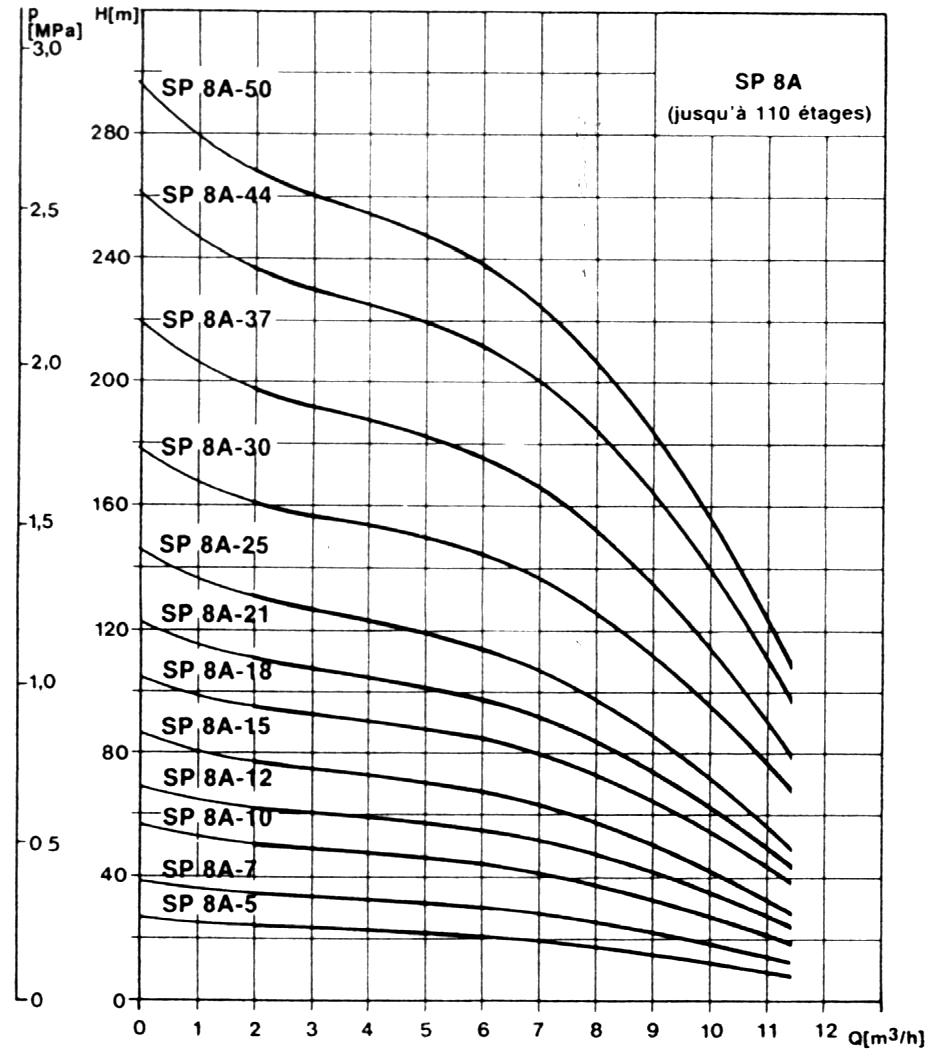 p
[MPa]
H[m]
3,0
SP 8A
(jusqu'à 110 étages)
SP 8A-50
280
SP 8A-44
2,5
240
SP 8A-37
2,0
200
SP 8A-30
160
1,5
SP 8A-25
SP 8A-21
120
1,0
SP 8A-18
SP 8A-15
80
SP 8A-12
SP 8A-10
0 5
40
SP 8A-7
SP 8A-5
0
0
0 1 2 3 4 5 6 7 8 9 10 11 12 Q[m³/h]